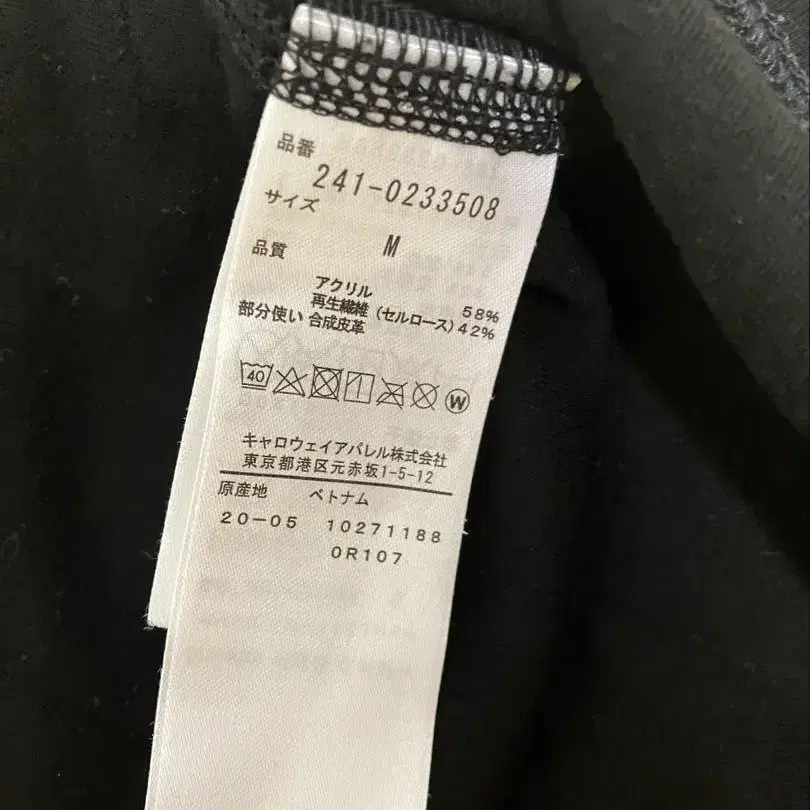 品番
241-0233508
サイズ
M
品質
アクリル 58%
再生繊維(セルロース)42%
部分使い 合成皮革
40
W
キャロウェイアパレル株式会社
東京都港区元赤坂1-5-12
原産地 ベトナム
20-05 10271188
0R107